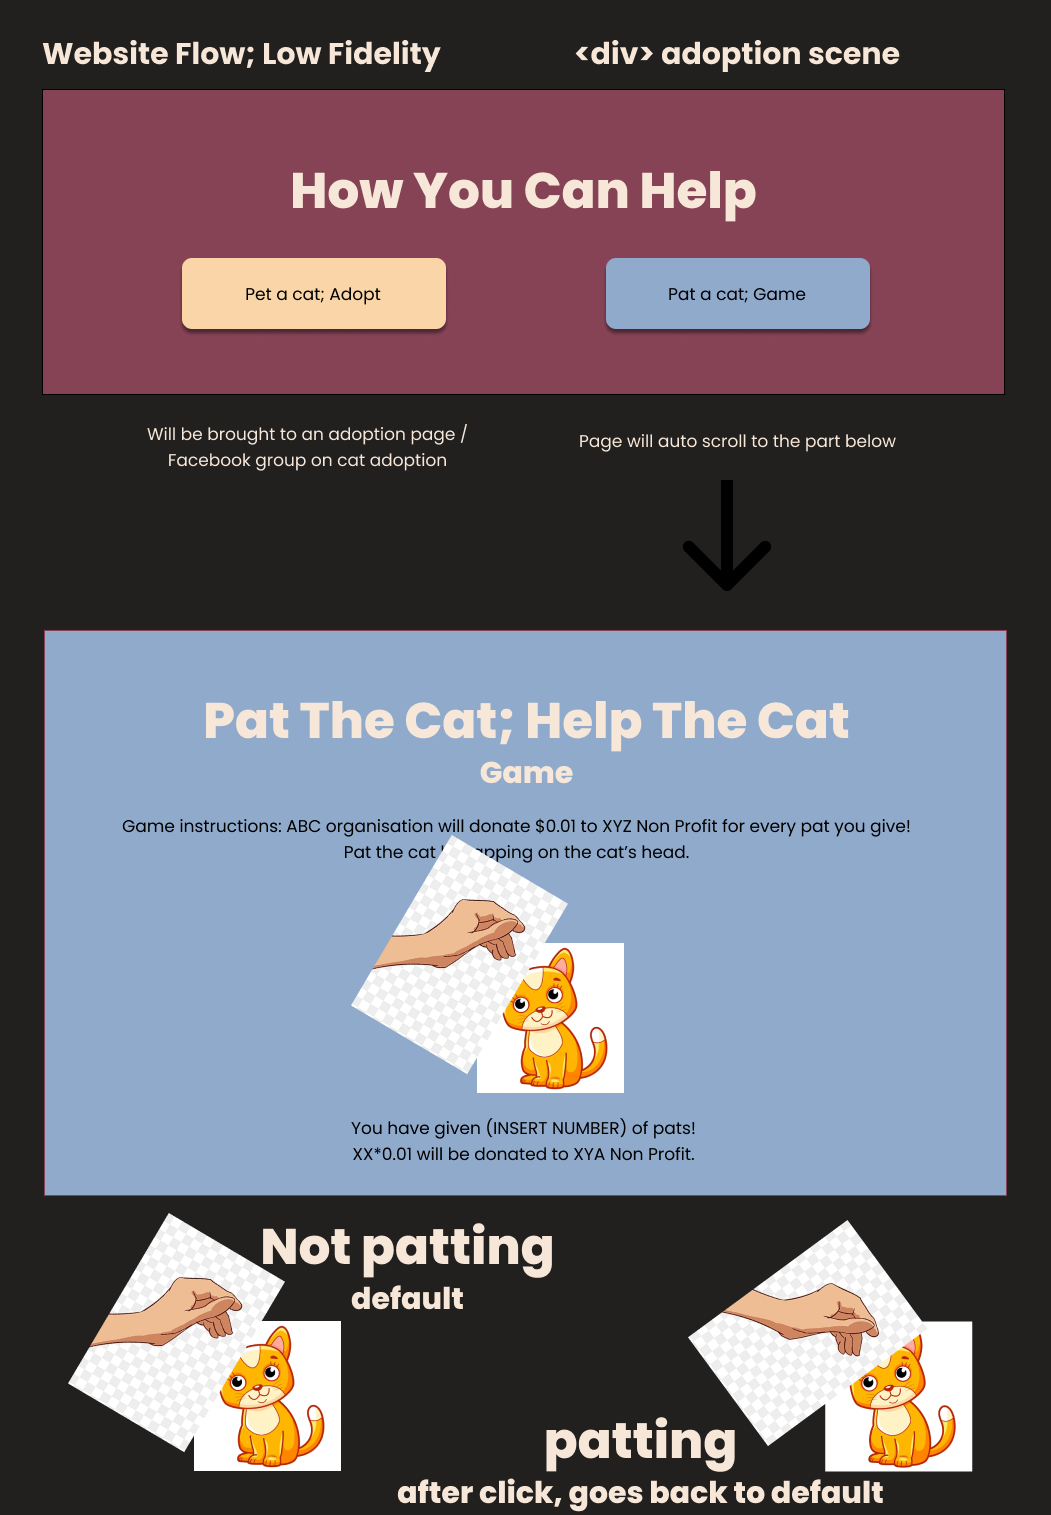 Website Flow; Low Fidelity
<div> adoption scene
How You Can Help
Pet a cat; Adopt
Pat a cat; Game
Will be brought to an adoption page /
Facebook group on cat adoption
Page will auto scroll to the part below
Pat The Cat; Help The Cat
Game
Game instructions: ABC organisation will donate $0.01 to XYZ Non Profit for every pat you give!
Pat the cat on the cat's head.
You have given (INSERT NUMBER) of pats!
XX*0.01 will be donated to XYA Non Profit.
Not patting
default
patting
after click, goes back to default